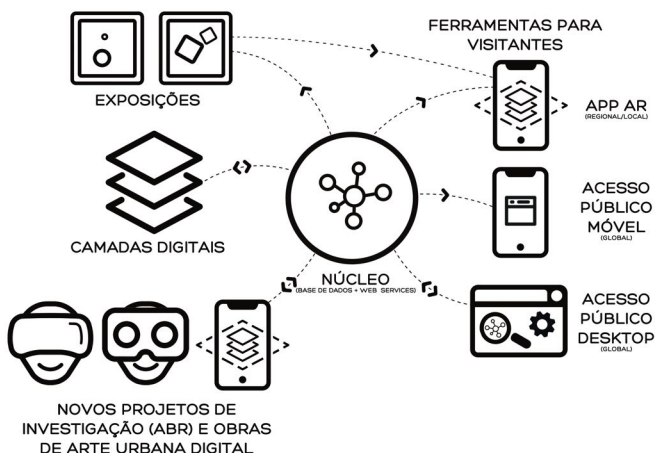 FERRAMENTAS PARA
VISITANTES
EXPOSIÇÕES
APP AR
(REGIONAL/LOCAL)
CAMADAS DIGITAIS
ACESSO
PÚBLICO
MÓVEL
(GLOBAL)
NÚCLEO
(BASE DE DADOS + WEB SERVICES)
ACESSO
PÚBLICO
DESKTOP
(GLOBAL)
NOVOS PROJETOS DE
INVESTIGAÇÃO (ABR) E OBRAS
DE ARTE URBANA DIGITAL